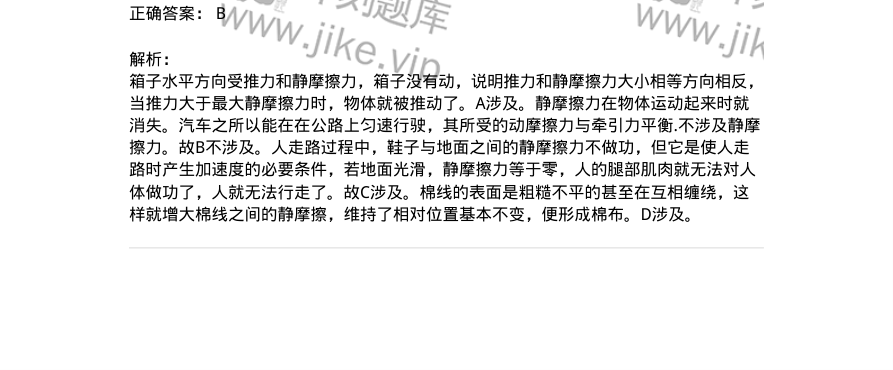 正确答案： B
刻题库
www.jike.vip
www.jike
解析：
箱子水平方向受推力和静摩擦力，箱子没有动，说明推力和静摩擦力大小相等方向相反，
当推力大于最大静摩擦力时，物体就被推动了。A涉及。静摩擦力在物体运动起来时就
消失。汽车之所以能在在公路上匀速行驶，其所受的动摩擦力与牵引力平衡.不涉及静摩
擦力。故B不涉及。人走路过程中，鞋子与地面之间的静摩擦力不做功，但它是使人走
路时产生加速度的必要条件，若地面光滑，静摩擦力等于零，人的腿部肌肉就无法对人
体做功了，人就无法行走了。故C涉及。棉线的表面是粗糙不平的甚至在互相缠绕，这
样就增大棉线之间的静摩擦，维持了相对位置基本不变，便形成棉布。D涉及。